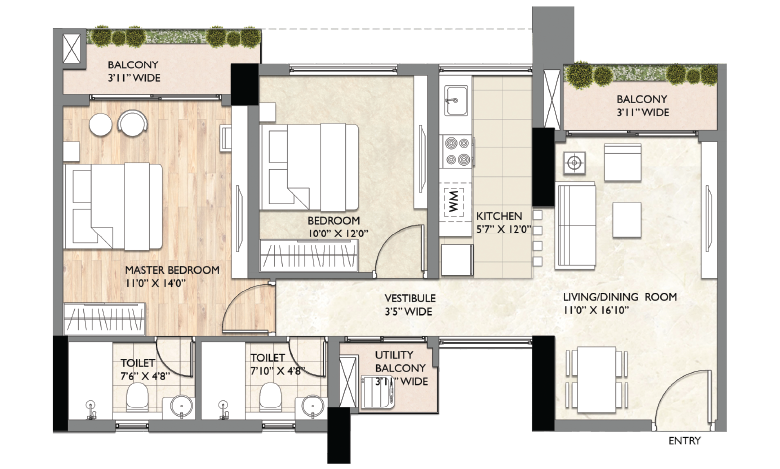 BALCONY
3'11" WIDE
BALCONY
3'11" WIDE
WM
BEDROOM
10'0" X 12'0"
KITCHEN
5'7" X 12'0"
MASTER BEDROOM
11'0" X 14'0"
VESTIBULE
3'5" WIDE
LIVING/DINING ROOM
11'0" X 16'10"
TOILET
7'6" X 4'8"
TOILET
7'10" X 4'8"
UTILITY
BALCONY
3'11" WIDE
ENTRY